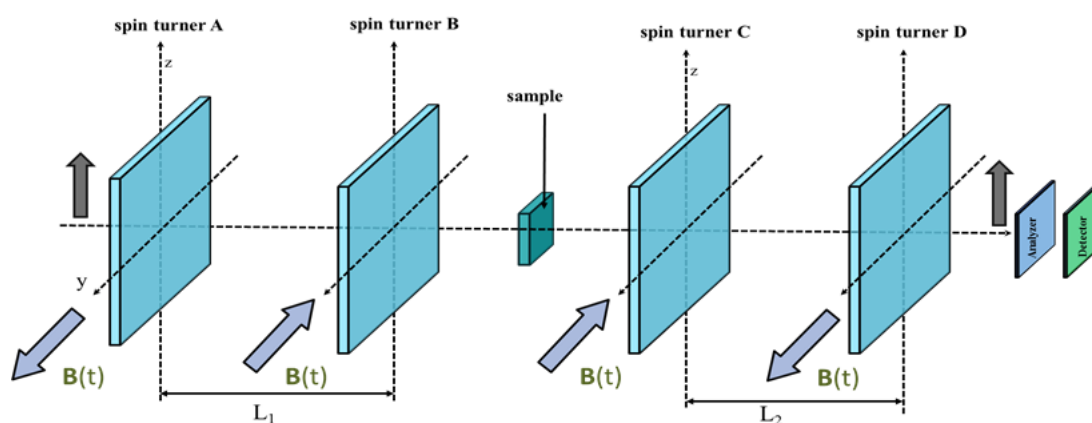 spin turner A
spin turner B
spin turner C
spin turner D
z
z
sample
y
B(t)
B(t)
B(t)
B(t)
L₁
L₂
Analyzer
Detector